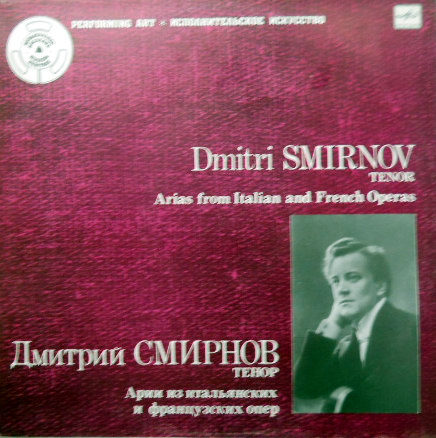 PERFORMING ART • ИСПОЛНИТЕЛЬСКОЕ ИСКУССТВО
Dmitri SMIRNOV
TENOR
Arias from Italian and French Operas
Дмитрий СМИРНОВ
ТЕНОР
Арии из итальянских
и французских опер